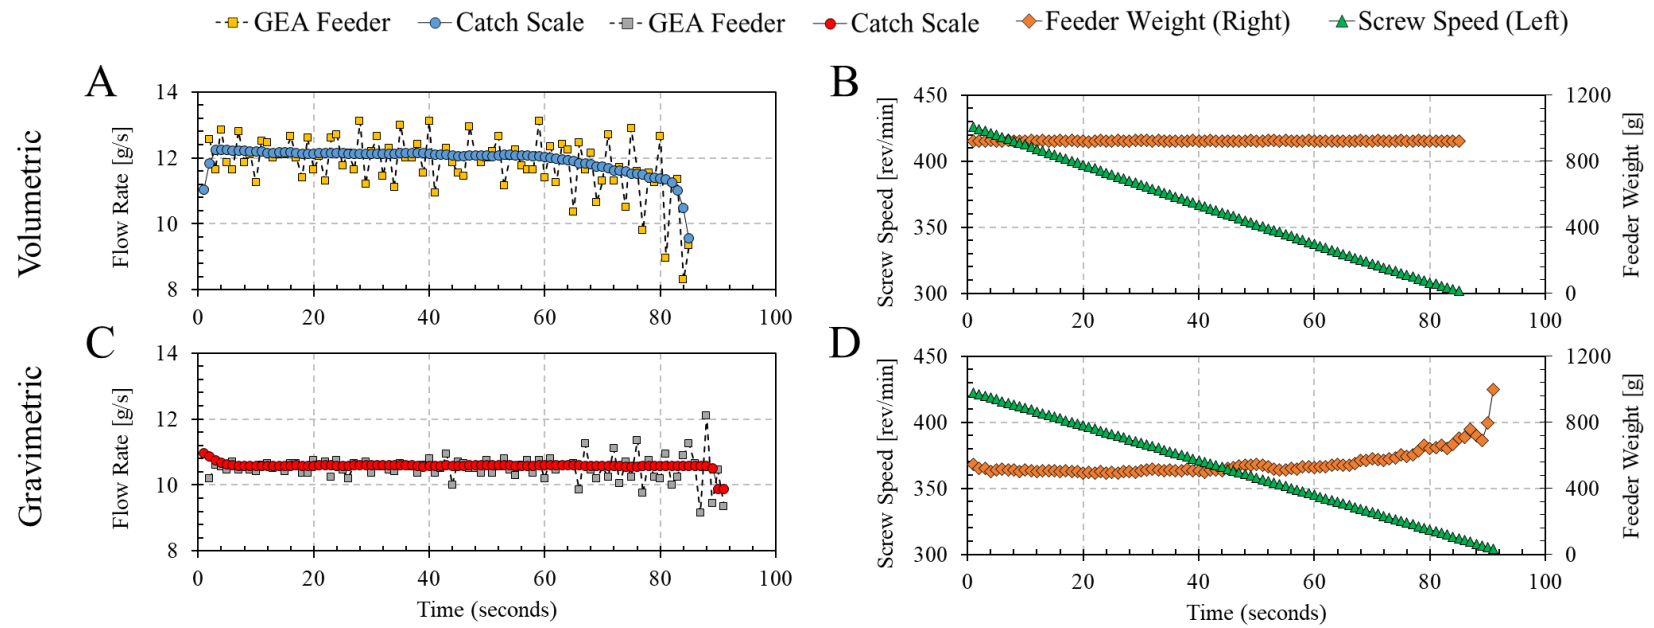 GEA Feeder Catch Scale GEA Feeder Catch Scale Feeder Weight (Right) Screw Speed (Left)
Volumetric
A
Flow Rate [g/s]
14
12
10
8
0 20 40 60 80 100
B
Screw Speed [rev/min]
450
400
350
300
0 20 40 60 80 100
1200
800
400
0
Feeder Weight [g]
Gravimetric
C
Flow Rate [g/s]
14
12
10
8
0 20 40 60 80 100
Time (seconds)
D
Screw Speed [rev/min]
450
400
350
300
0 20 40 60 80 100
Time (seconds)
1200
800
400
0
Feeder Weight [g]